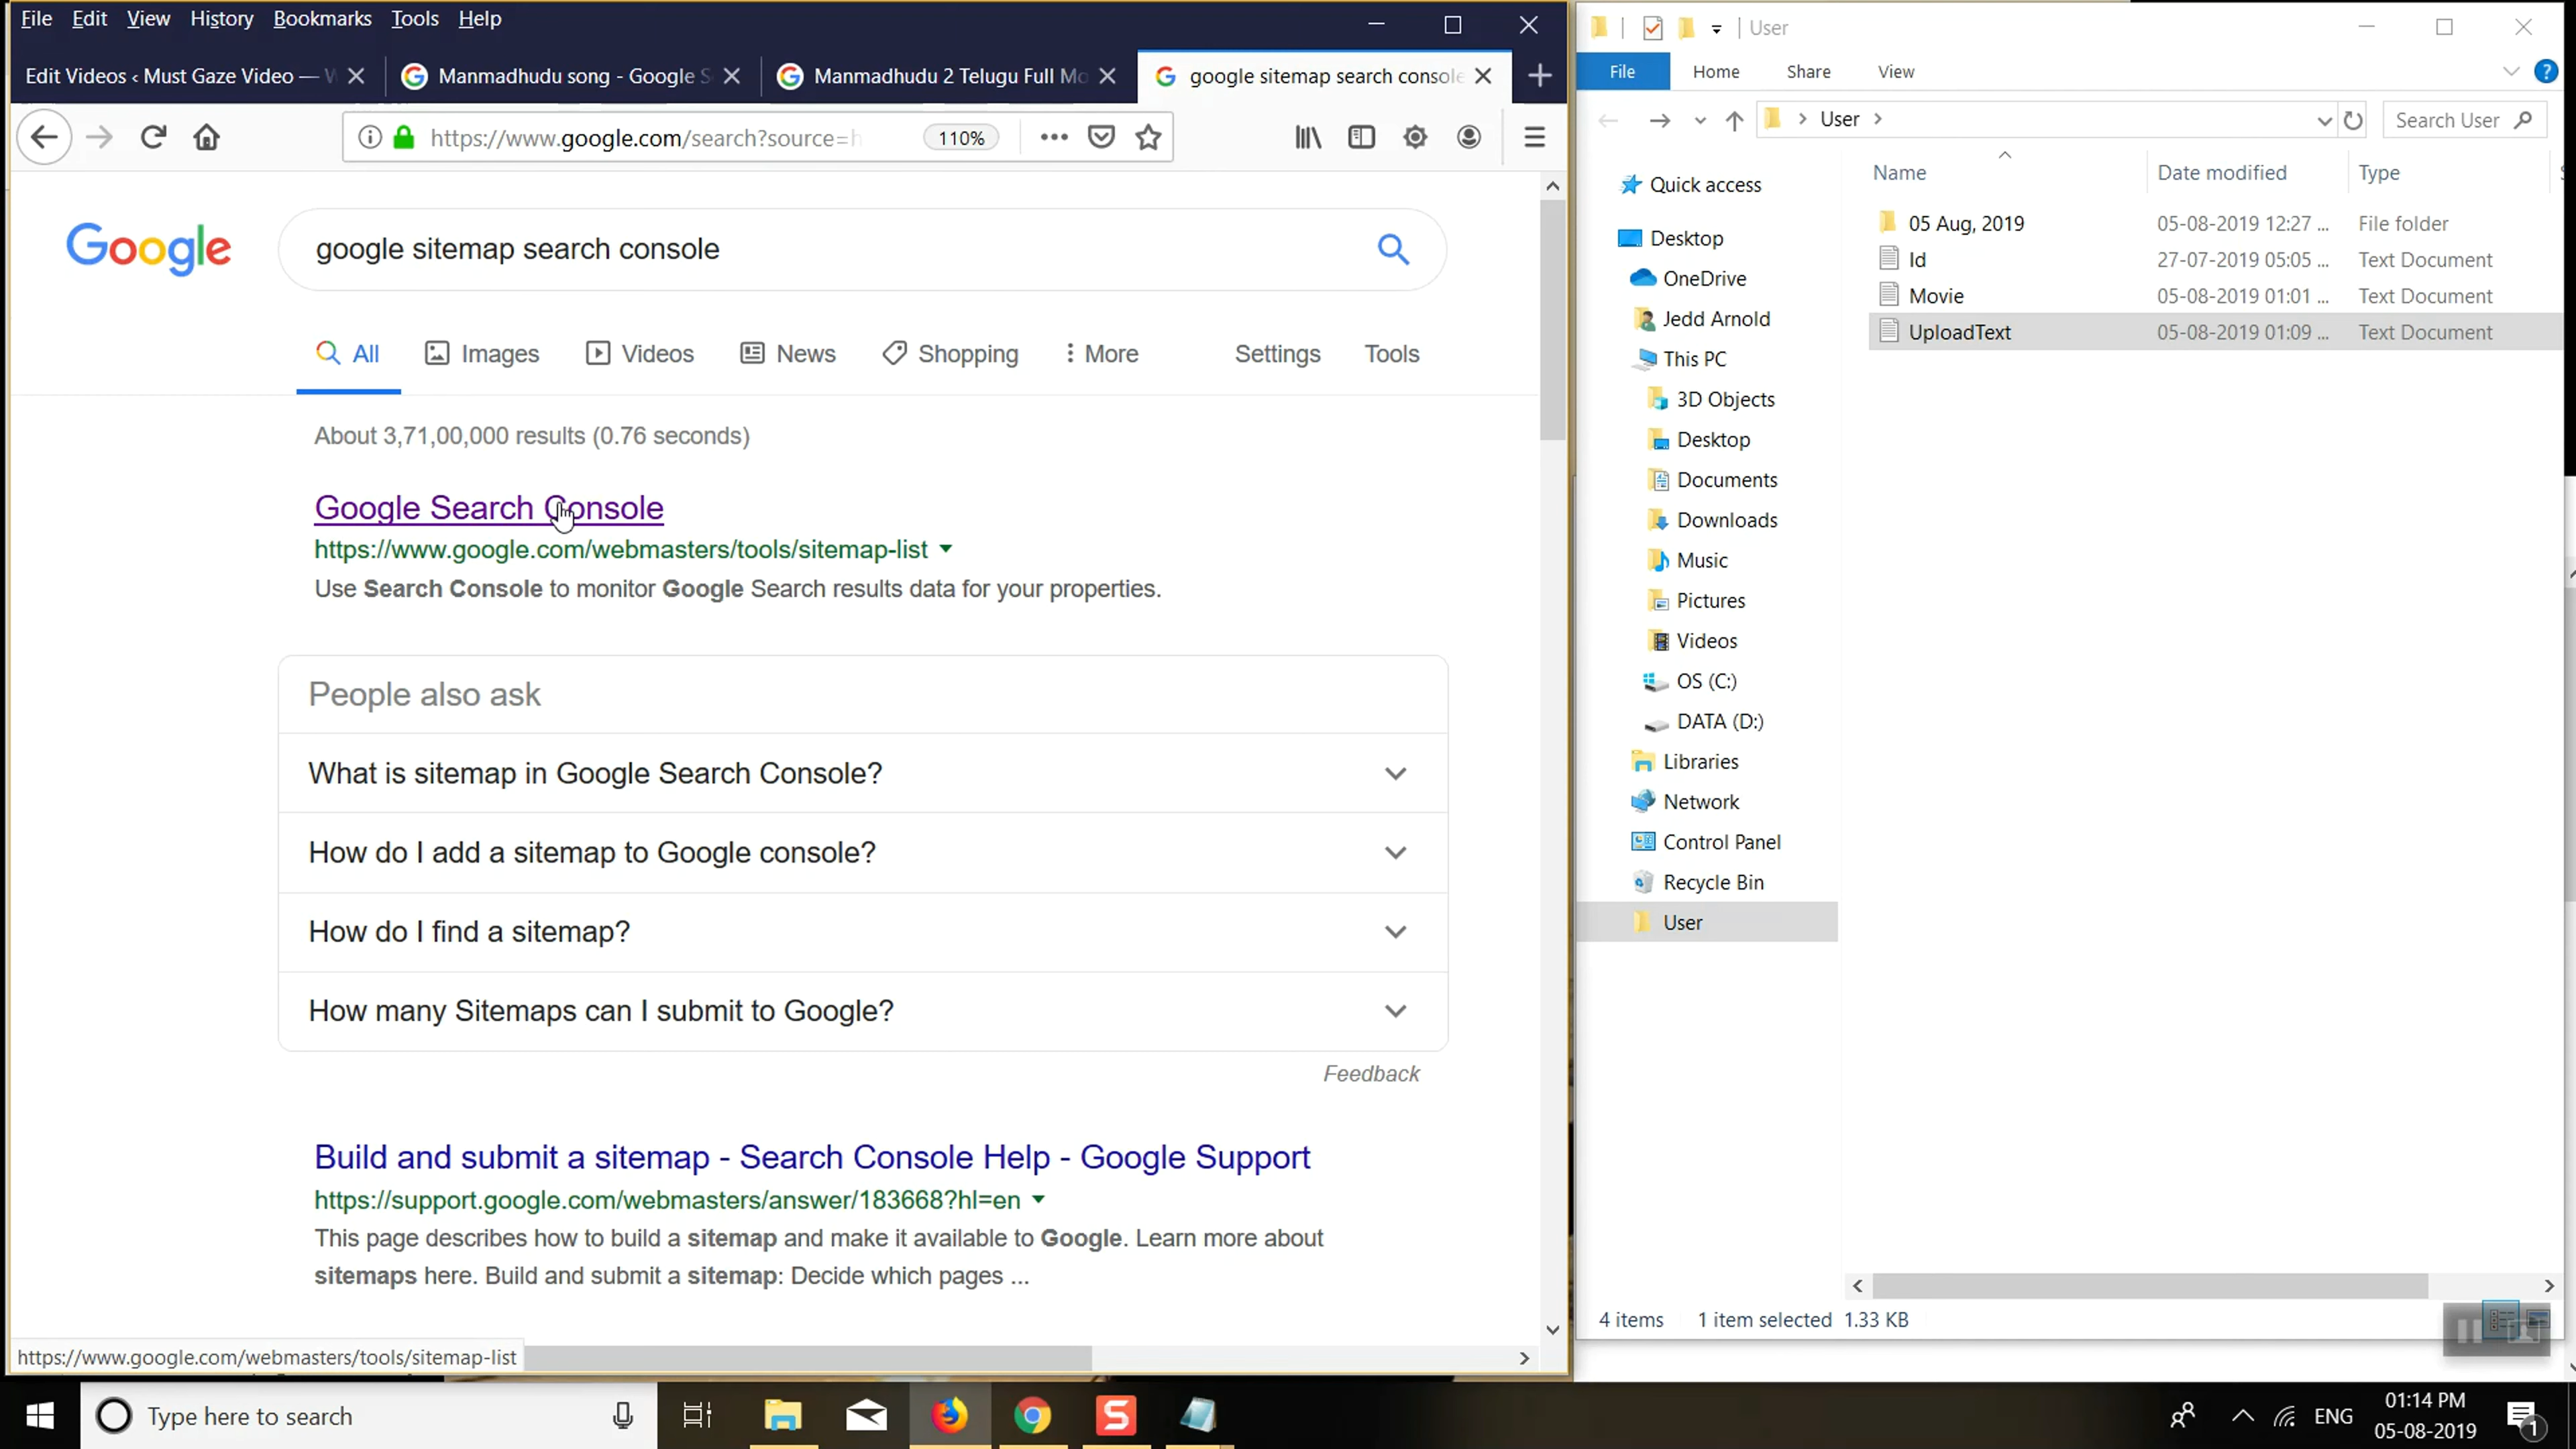 File Edit View History Bookmarks Tools Help
Edit Videos ‹ Must Gaze Video —
Manmadhudu song - Google S
Manmadhudu 2 Telugu Full Mo
google sitemap search console
https://www.google.com/search?source=h
110%
Google
google sitemap search console
All Images Videos News Shopping More Settings Tools
About 3,71,00,000 results (0.76 seconds)
Google Search Console
https://www.google.com/webmasters/tools/sitemap-list
Use Search Console to monitor Google Search results data for your properties.
People also ask
What is sitemap in Google Search Console?
How do I add a sitemap to Google console?
How do I find a sitemap?
How many Sitemaps can I submit to Google?
Feedback
Build and submit a sitemap - Search Console Help - Google Support
https://support.google.com/webmasters/answer/183668?hl=en
This page describes how to build a sitemap and make it available to Google. Learn more about
sitemaps here. Build and submit a sitemap: Decide which pages ...
https://www.google.com/webmasters/tools/sitemap-list
User
File Home Share View
User
Search User
Name Date modified Type
05 Aug, 2019 05-08-2019 12:27 ... File folder
Id 27-07-2019 05:05 ... Text Document
Movie 05-08-2019 01:01 ... Text Document
UploadText 05-08-2019 01:09 ... Text Document
Quick access
Desktop
OneDrive
Jedd Arnold
This PC
3D Objects
Desktop
Documents
Downloads
Music
Pictures
Videos
OS (C:)
DATA (D:)
Libraries
Network
Control Panel
Recycle Bin
User
4 items 1 item selected 1.33 KB
Type here to search
ENG
01:14 PM
05-08-2019
1